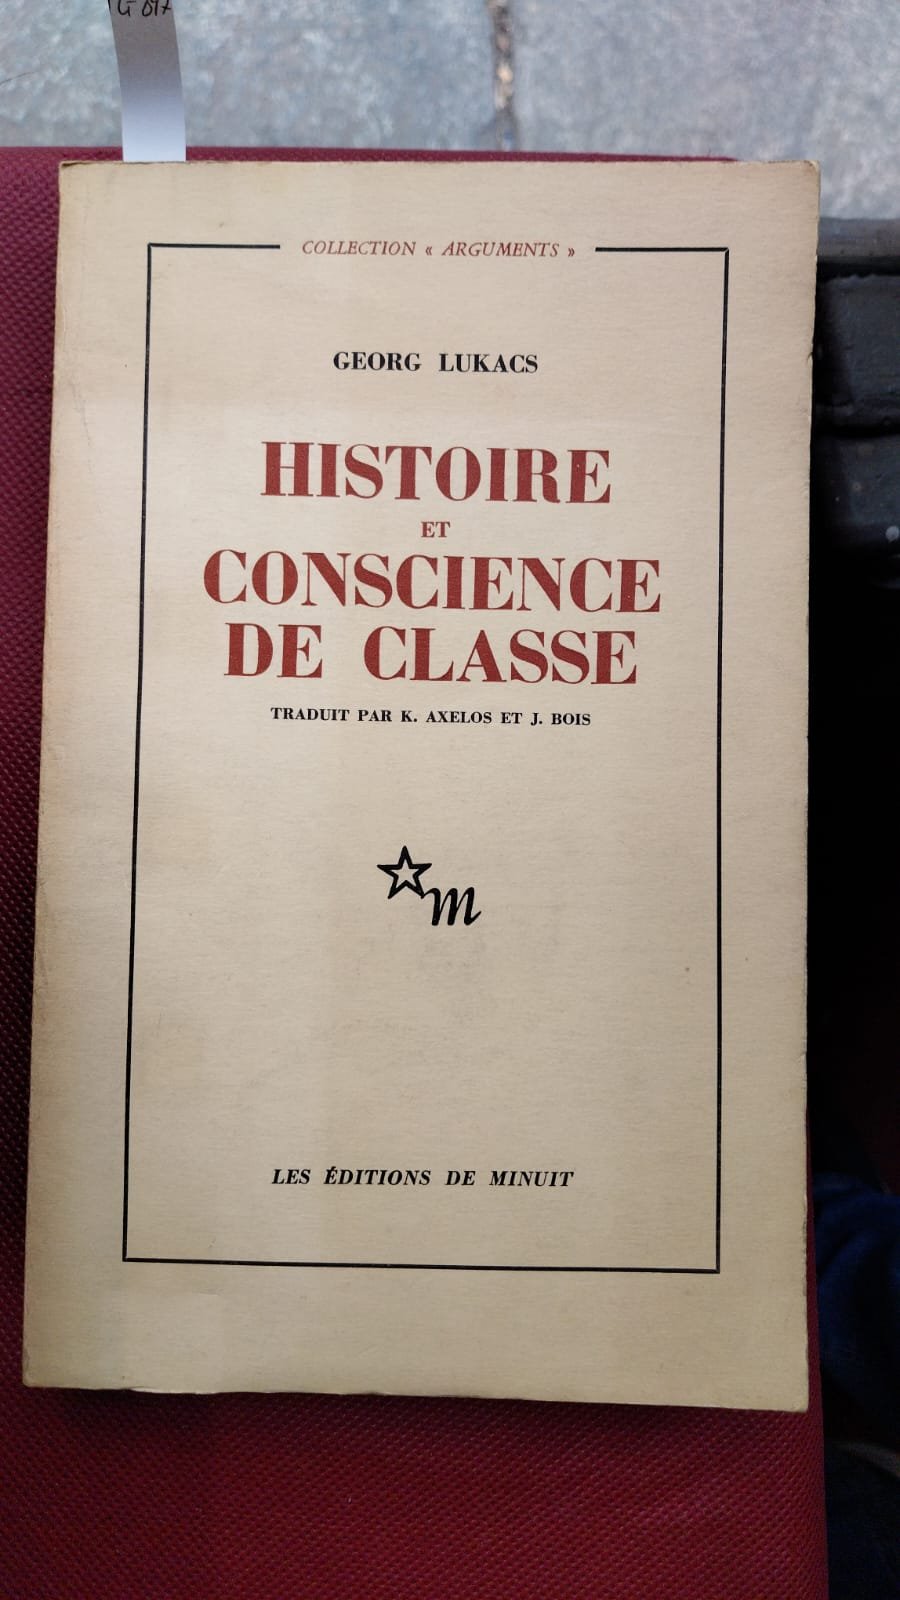 COLLECTION « ARGUMENTS »
GEORG LUKACS
HISTOIRE
ET
CONSCIENCE
DE CLASSE
TRADUIT PAR K. AXELOS ET J. BOIS
m
LES ÉDITIONS DE MINUIT